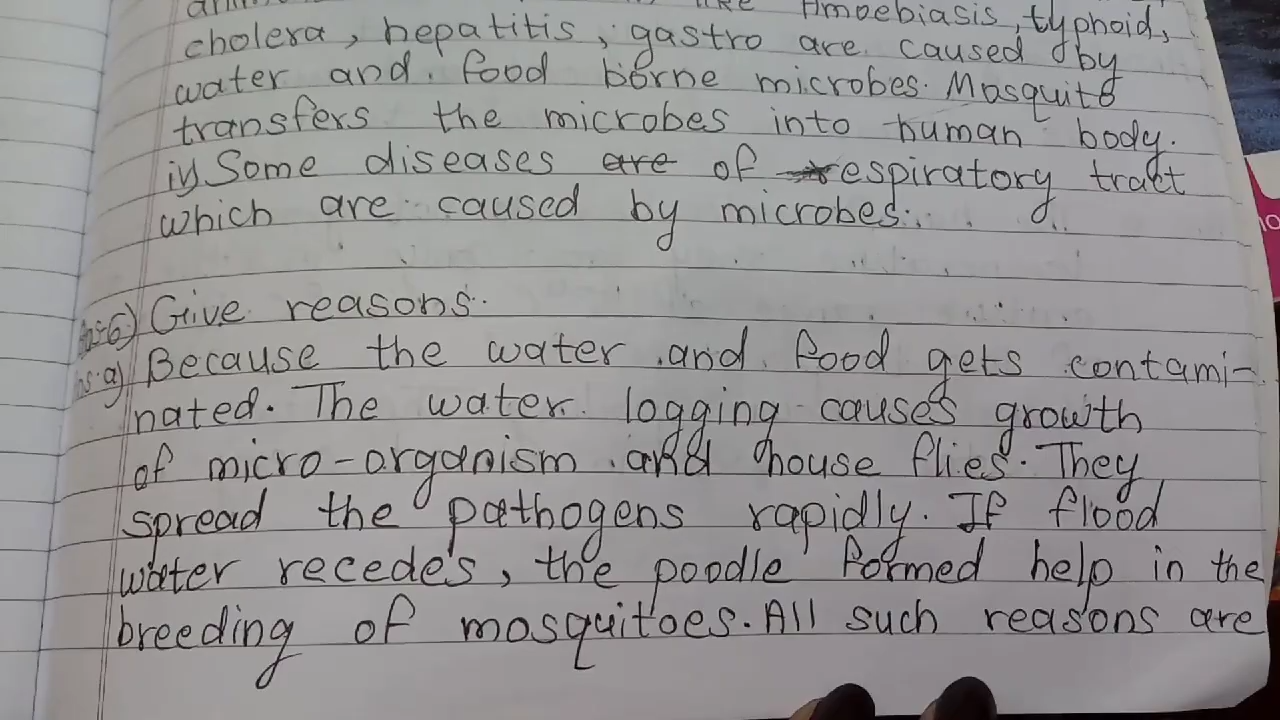 Amoebiasis, typhoid,
cholera, hepatitis, gastro are caused by
water and food borne microbes. Mosquito
transfers the microbes into human body.
iv) Some diseases are of respiratory tract
which are caused by microbes.
Give reasons.
a) Because the water and food gets contami-
nated. The water logging causes growth
of micro-organism and house flies. They
spread the pathogens rapidly. If flood
water recedes, the poodle formed help in the
breeding of mosquitoes. All such reasons are